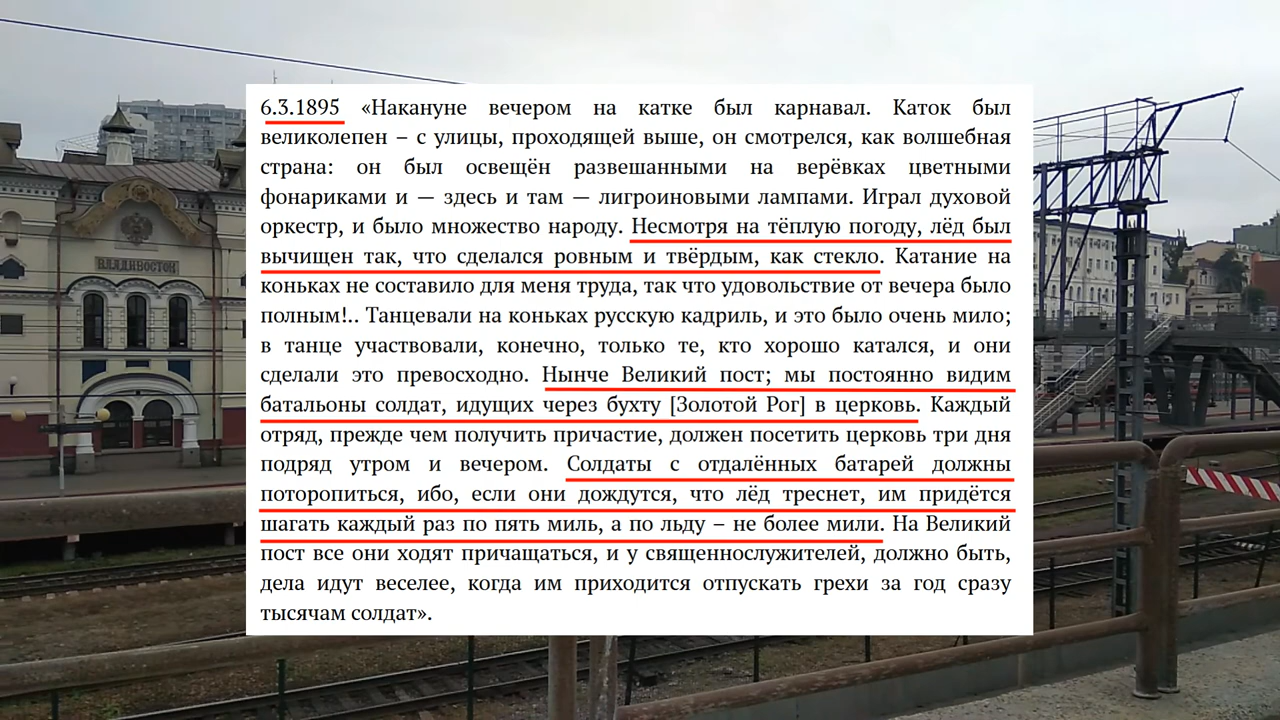 6.3.1895 «Накануне вечером на катке был карнавал. Каток был
великолепен – с улицы, проходящей выше, он смотрелся, как волшебная
страна: он был освещён развешанными на верёвках цветными
фонариками и — здесь и там — лигроиновыми лампами. Играл духовой
оркестр, и было множество народу. Несмотря на тёплую погоду, лёд был
вычищен так, что сделался ровным и твёрдым, как стекло. Катание на
коньках не составило для меня труда, так что удовольствие от вечера было
полным!.. Танцевали на коньках русскую кадриль, и это было очень мило;
в танце участвовали, конечно, только те, кто хорошо катался, и они
сделали это превосходно. Нынче Великий пост; мы постоянно видим
батальоны солдат, идущих через бухту [Золотой Рог] в церковь. Каждый
отряд, прежде чем получить причастие, должен посетить церковь три дня
подряд утром и вечером. Солдаты с отдалённых батарей должны
поторопиться, ибо, если они дождутся, что лёд треснет, им придётся
шагать каждый раз по пять миль, а по льду – не более мили. На Великий
пост все они ходят причащаться, и у священнослужителей, должно быть,
дела идут веселее, когда им приходится отпускать грехи за год сразу
тысячам солдат».
ВЛАДИВОСТОК